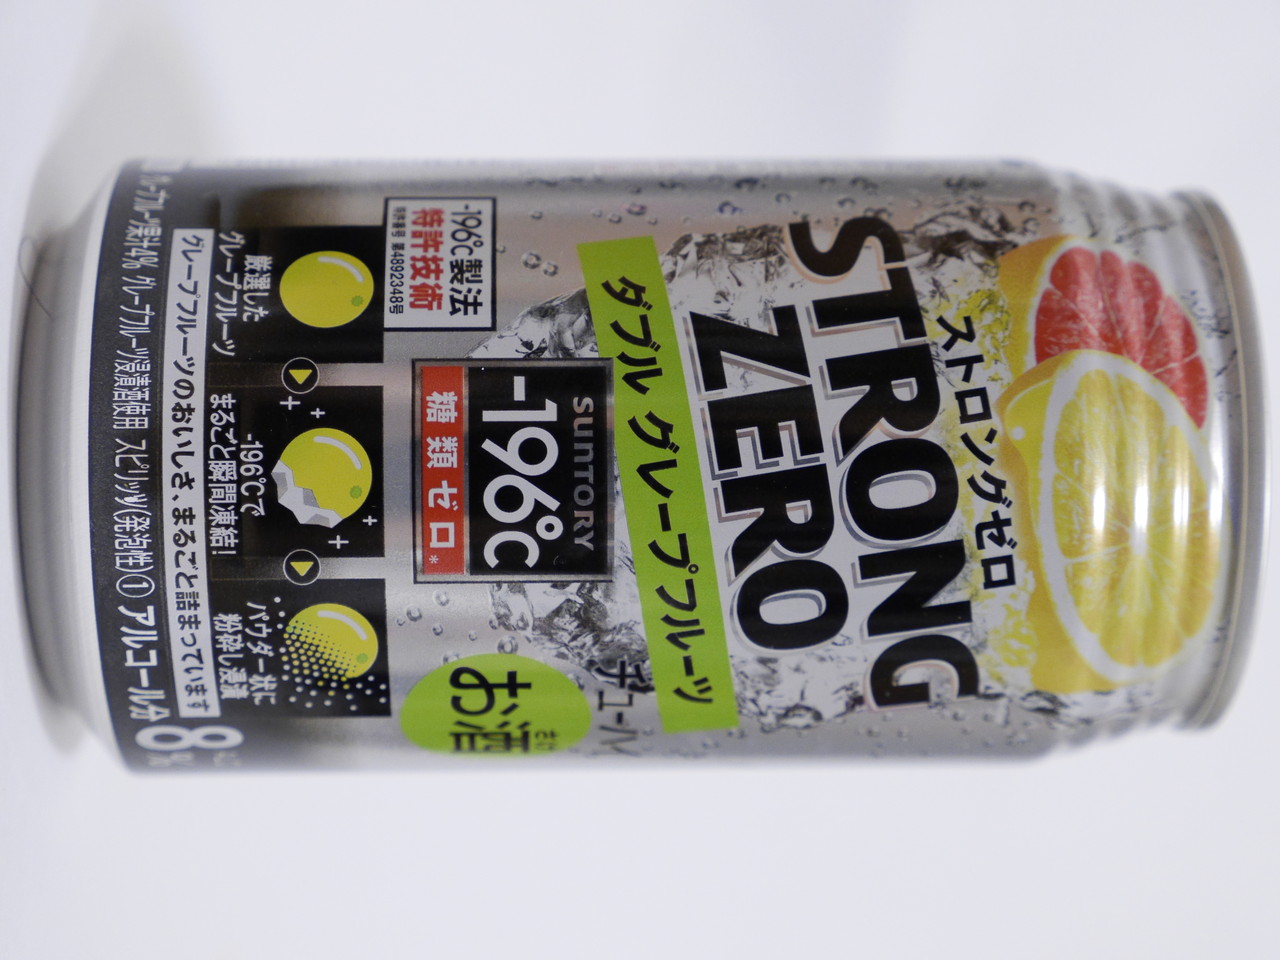 ストロングゼロ
STRONG
ZERO
ダブルグレープフルーツ
チューハイ
SUNTORY
-196℃
糖類ゼロ*
お酒
さけ
-196℃製法
特許技術
特許番号 第4892348号
厳選した
グレープフルーツ
-196℃で
まるごと瞬間凍結!
パウダー状に
粉砕し浸漬
グレープフルーツのおいしさ、まるごと詰まっています
グレープフルーツ果汁4% グレープフルーツ浸漬酒使用 スピリッツ(発泡性)① アルコール分8%